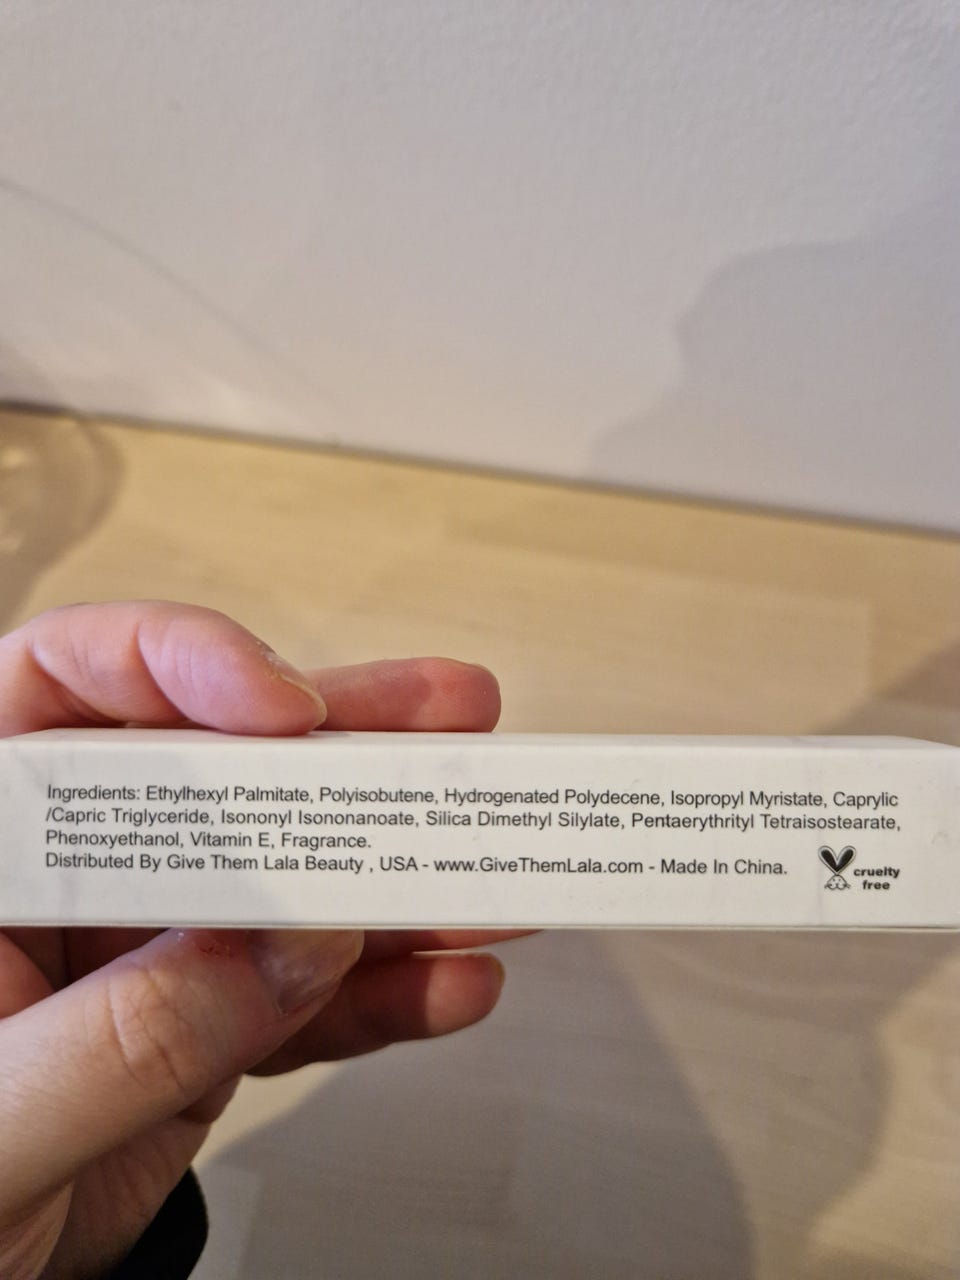 Ingredients: Ethylhexyl Palmitate, Polyisobutene, Hydrogenated Polydecene, Isopropyl Myristate, Caprylic
/Capric Triglyceride, Isononyl Isononanoate, Silica Dimethyl Silylate, Pentaerythrityl Tetraisostearate,
Phenoxyethanol, Vitamin E, Fragrance.
Distributed By Give Them Lala Beauty , USA - www.GiveThemLala.com - Made In China.
cruelty
free